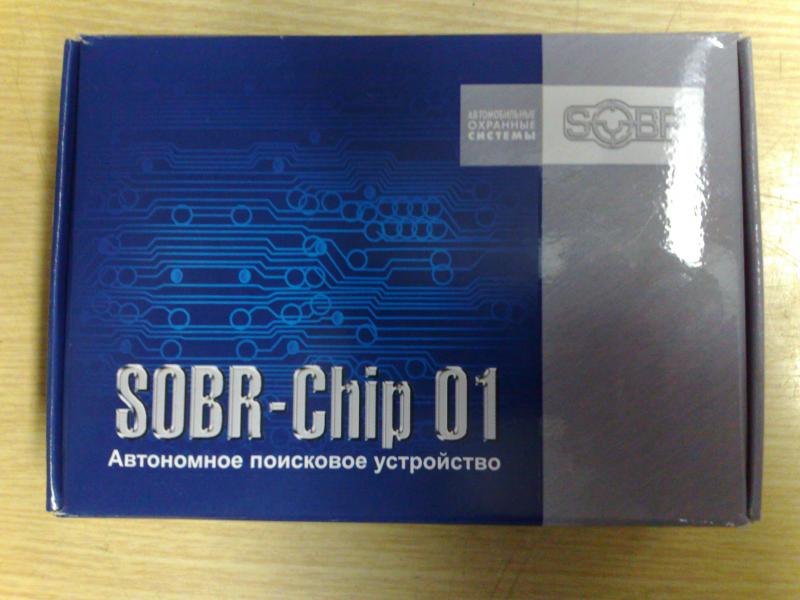 АВТОМОБИЛЬНЫЕ
ОХРАННЫЕ
СИСТЕМЫ
SOBR
SOBR-Chip 01
Автономное поисковое устройство